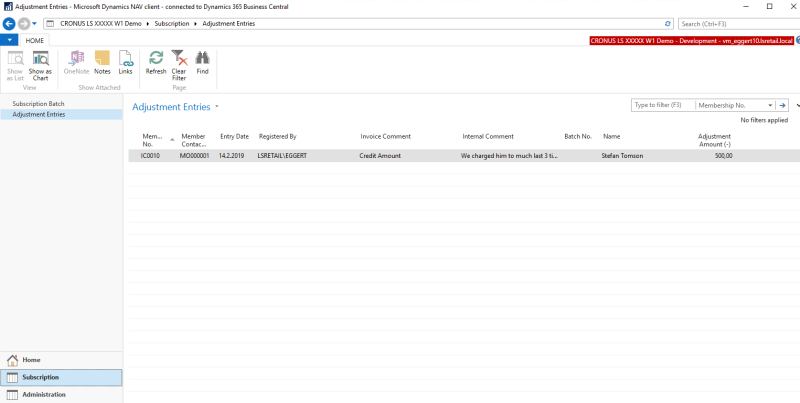 Adjustment Entries - Microsoft Dynamics NAV client - connected to Dynamics 365 Business Central
CRONUS LS XXXXX W1 Demo ▸ Subscription ▸ Adjustment Entries
Search (Ctrl+F3)
HOME
CRONUS LS XXXXX W1 Demo - Development - vm_eggert10.lsretail.local
Show as List
Show as Chart
OneNote
Notes
Links
Refresh
Clear Filter
Find
View
Show Attached
Page
Subscription Batch
Adjustment Entries
Adjustment Entries
Type to filter (F3)
Membership No.
No filters applied
Mem... No.
Member Contac...
Entry Date
Registered By
Invoice Comment
Internal Comment
Batch No.
Name
Adjustment Amount (-)
IC0010 MO000001 14.2.2019 LSRETAIL\EGGERT Credit Amount We charged him to much last 3 ti... Stefan Tomson 500,00
Home
Subscription
Administration